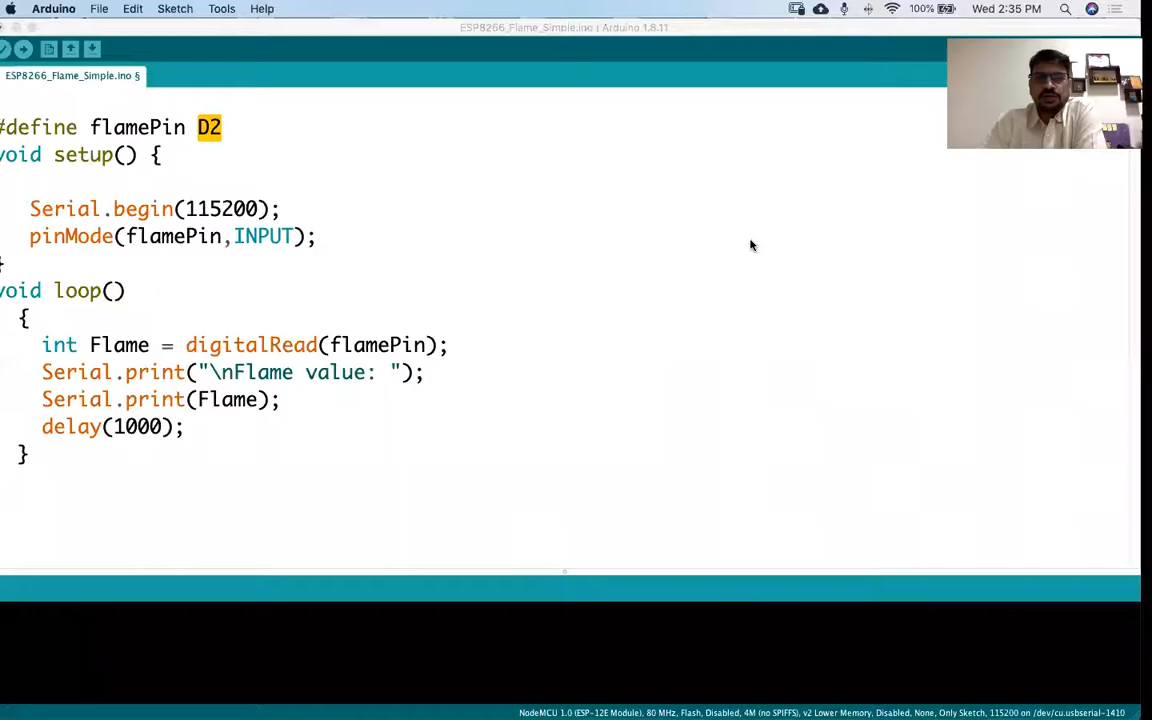 Arduino File Edit Sketch Tools Help 100% Wed 2:35 PM
ESP8266_Flame_Simple.ino | Arduino 1.8.11
ESP8266_Flame_Simple.ino §
#define flamePin D2
void setup() {
Serial.begin(115200);
pinMode(flamePin,INPUT);
}
void loop()
{
int Flame = digitalRead(flamePin);
Serial.print("\nFlame value: ");
Serial.print(Flame);
delay(1000);
}
NodeMCU 1.0 (ESP-12E Module), 80 MHz, Flash, Disabled, 4M (no SPIFFS), v2 Lower Memory, Disabled, None, Only Sketch, 115200 on /dev/cu.usbserial-1410